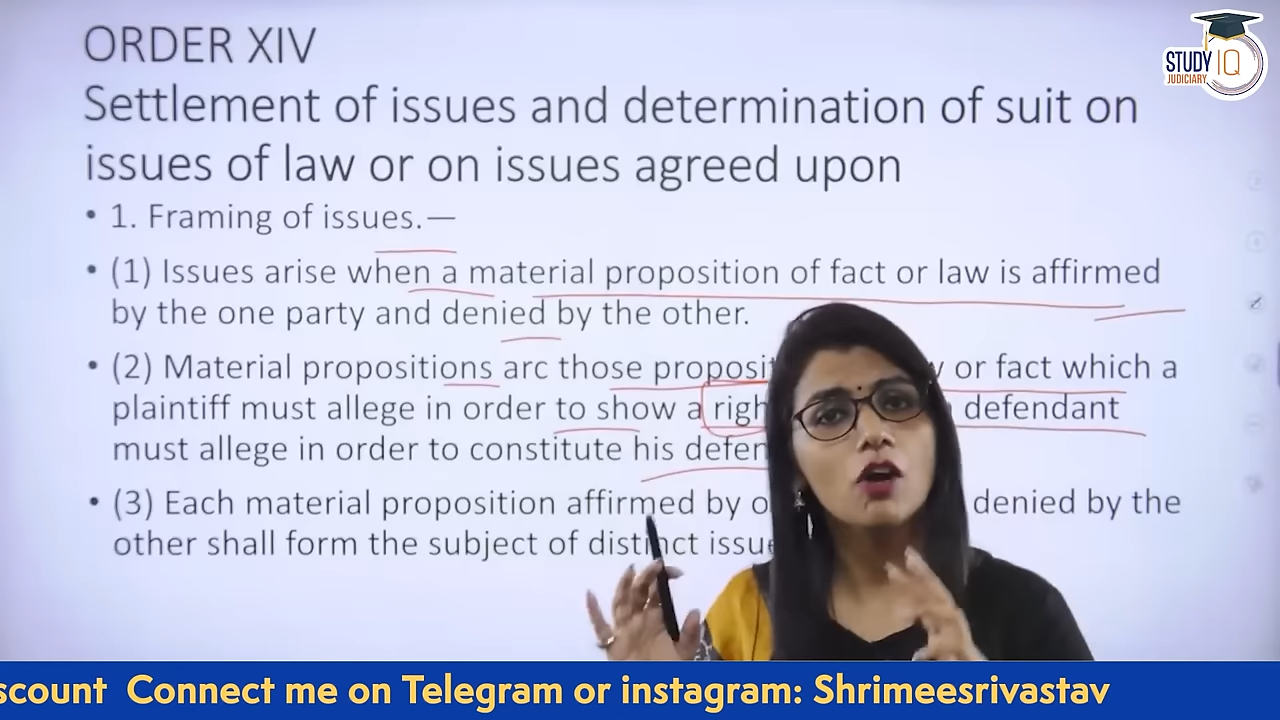 ORDER XIV
Settlement of issues and determination of suit on
issues of law or on issues agreed upon
• 1. Framing of issues.—
• (1) Issues arise when a material proposition of fact or law is affirmed
by the one party and denied by the other.
• (2) Material propositions arc those proposi or fact which a
plaintiff must allege in order to show a righ defendant
must allege in order to constitute his defen
• (3) Each material proposition affirmed by o denied by the
other shall form the subject of distinct issue
STUDY IQ
JUDICIARY
scount Connect me on Telegram or instagram: Shrimeesrivastav